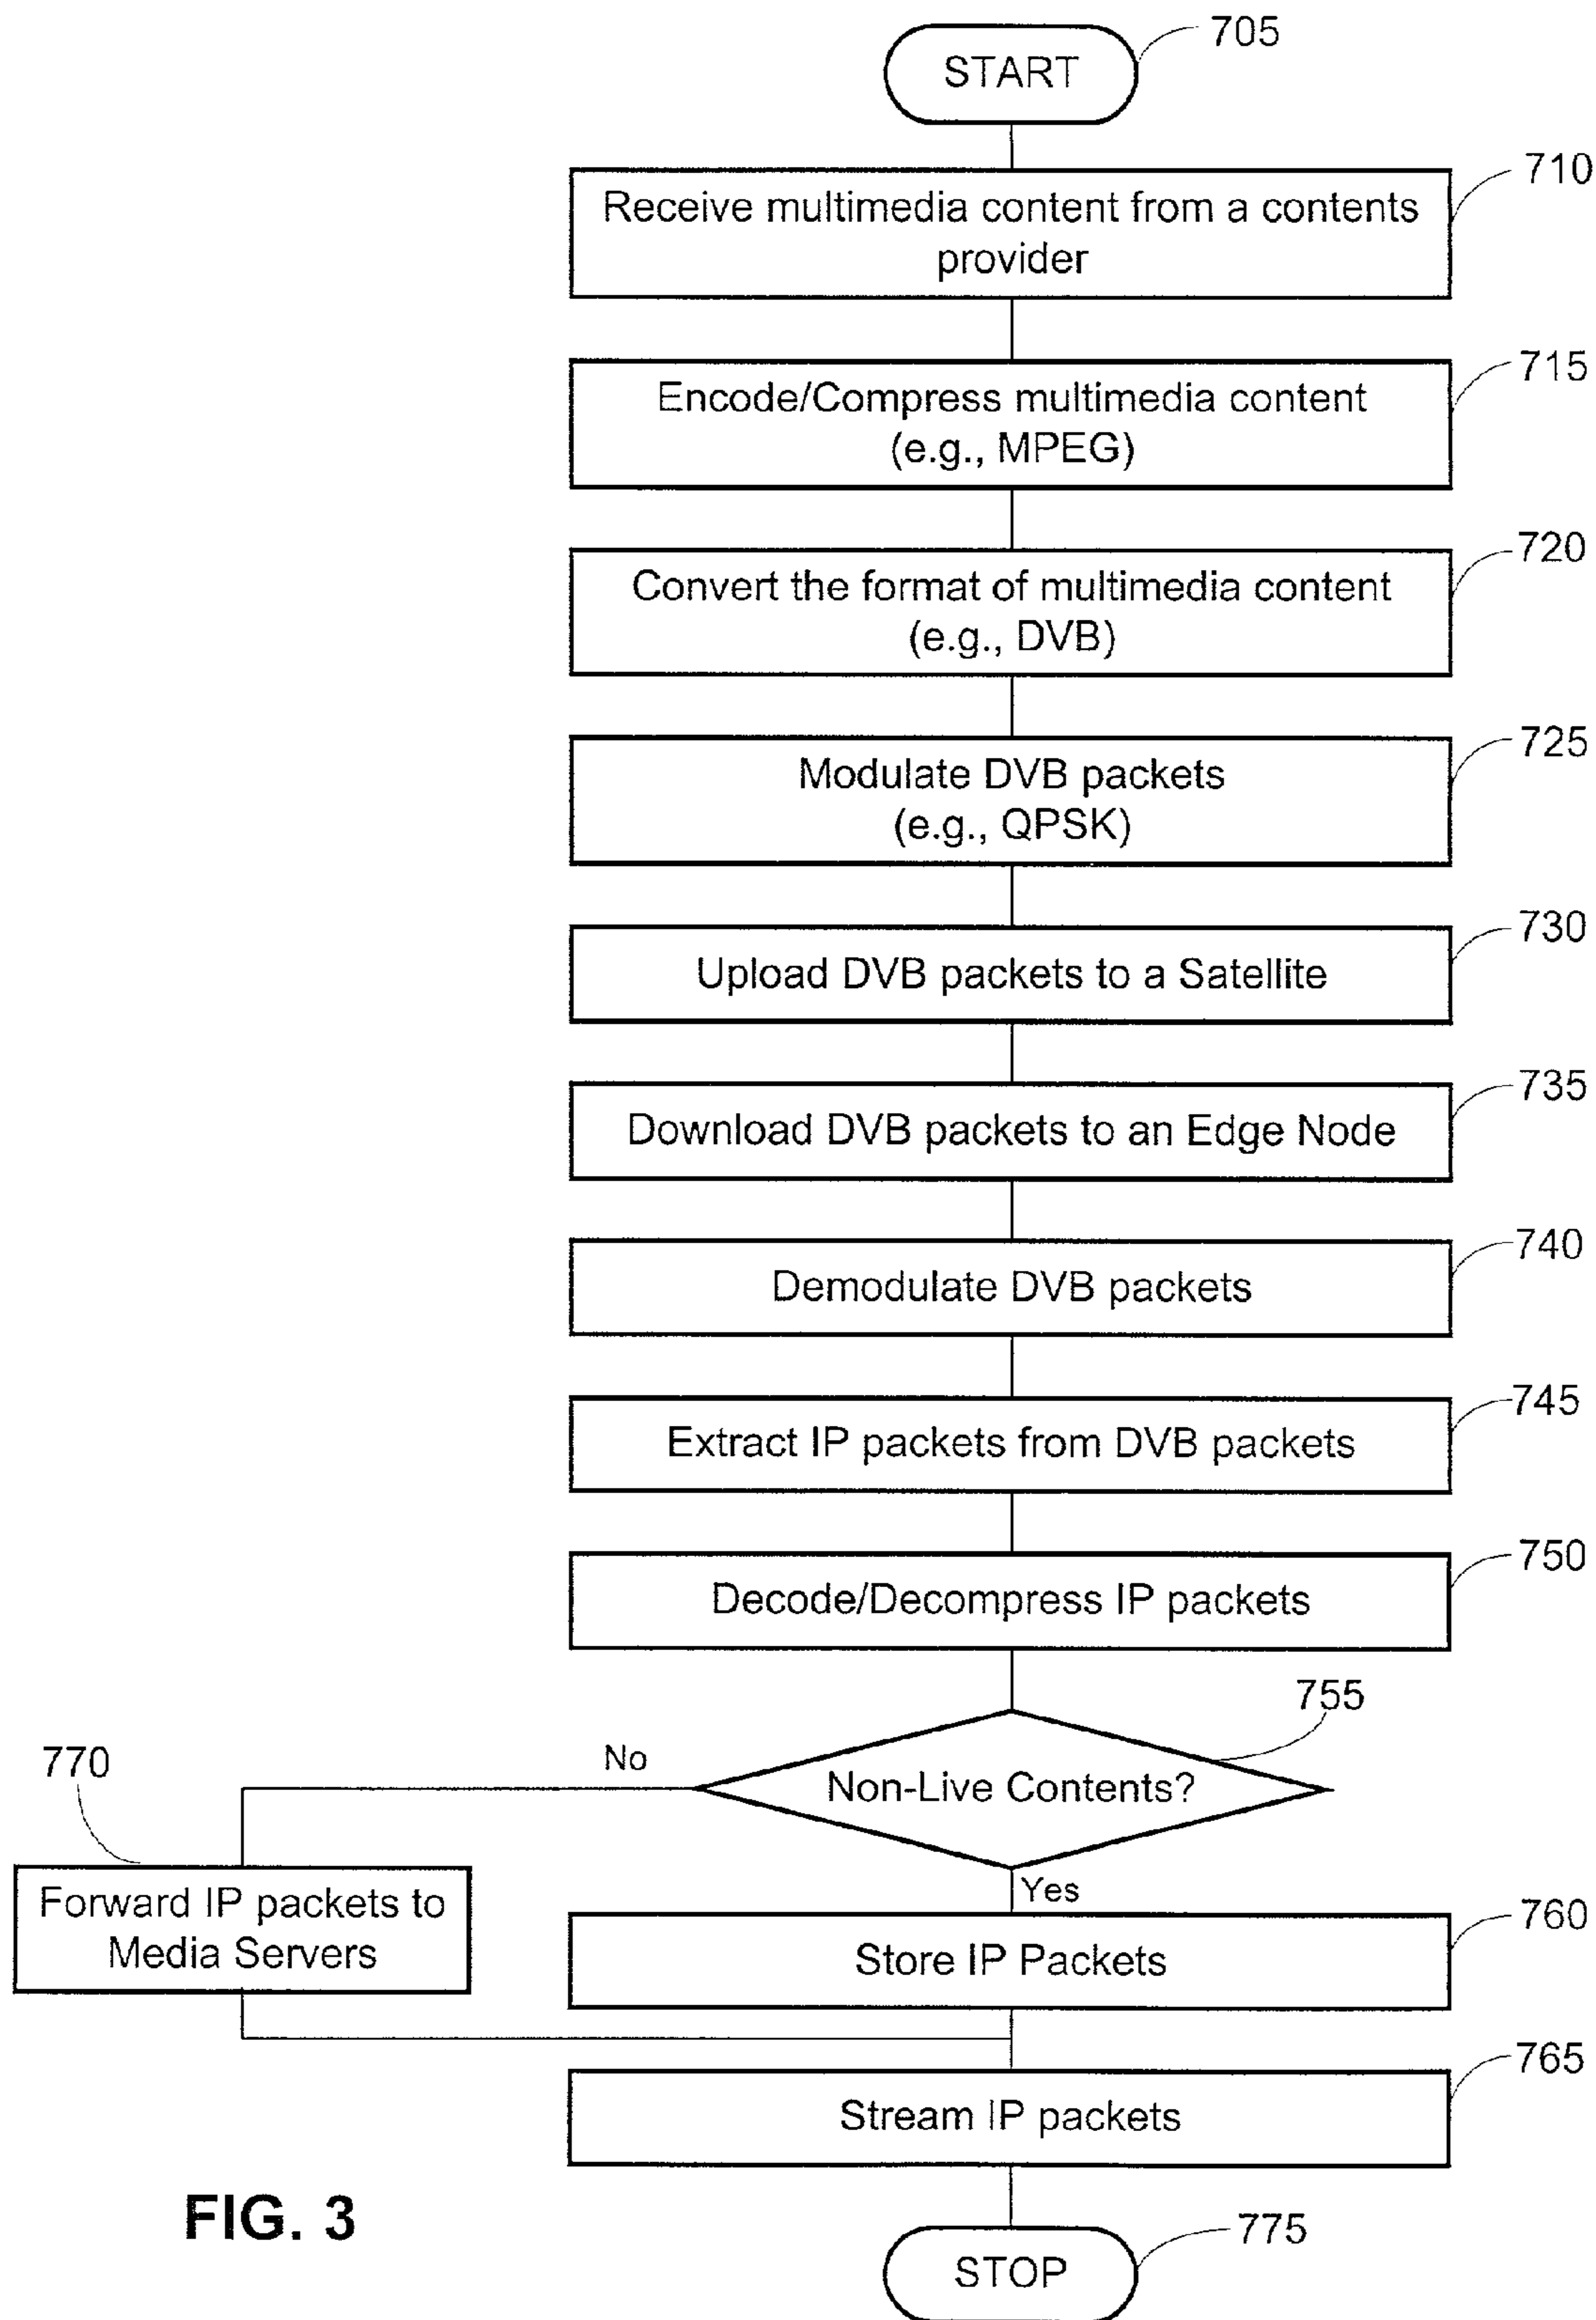 START
705
710
Receive multimedia content from a contents
provider
715
Encode/Compress multimedia content
(e.g., MPEG)
720
Convert the format of multimedia content
(e.g., DVB)
725
Modulate DVB packets
(e.g., QPSK)
730
Upload DVB packets to a Satellite
735
Download DVB packets to an Edge Node
740
Demodulate DVB packets
745
Extract IP packets from DVB packets
750
Decode/Decompress IP packets
755
Non-Live Contents?
No
770
Forward IP packets to
Media Servers
Yes
760
Store IP Packets
765
Stream IP packets
FIG. 3
775
STOP